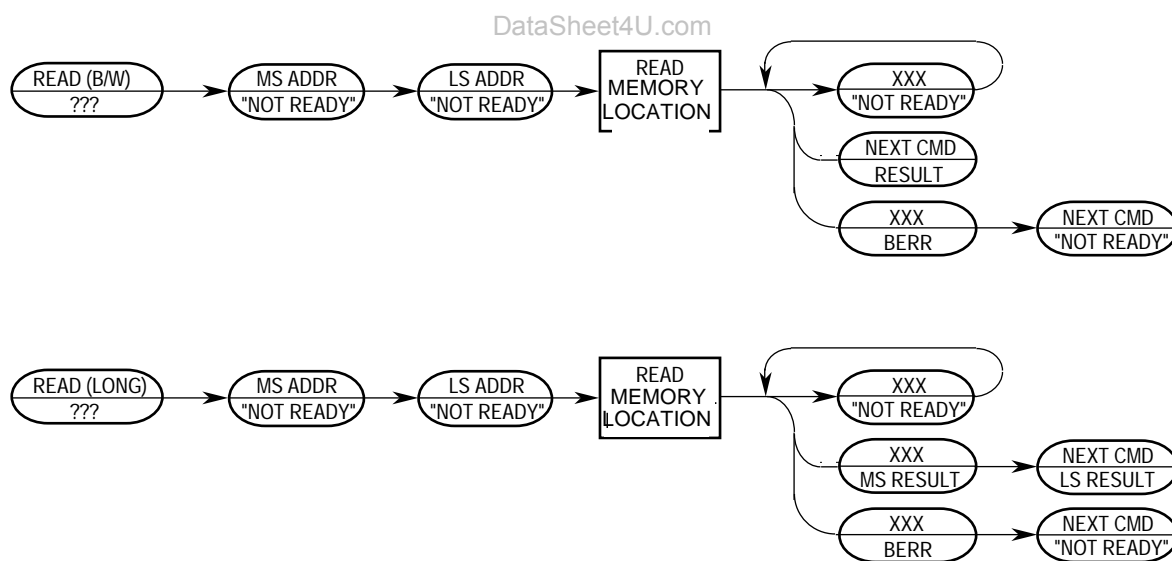 DataSheet4U.com
READ (B/W)
???
MS ADDR
"NOT READY"
LS ADDR
"NOT READY"
READ
MEMORY
LOCATION
XXX
"NOT READY"
NEXT CMD
RESULT
XXX
BERR
NEXT CMD
"NOT READY"
READ (LONG)
???
MS ADDR
"NOT READY"
LS ADDR
"NOT READY"
READ
MEMORY
LOCATION
XXX
"NOT READY"
XXX
MS RESULT
NEXT CMD
LS RESULT
XXX
BERR
NEXT CMD
"NOT READY"